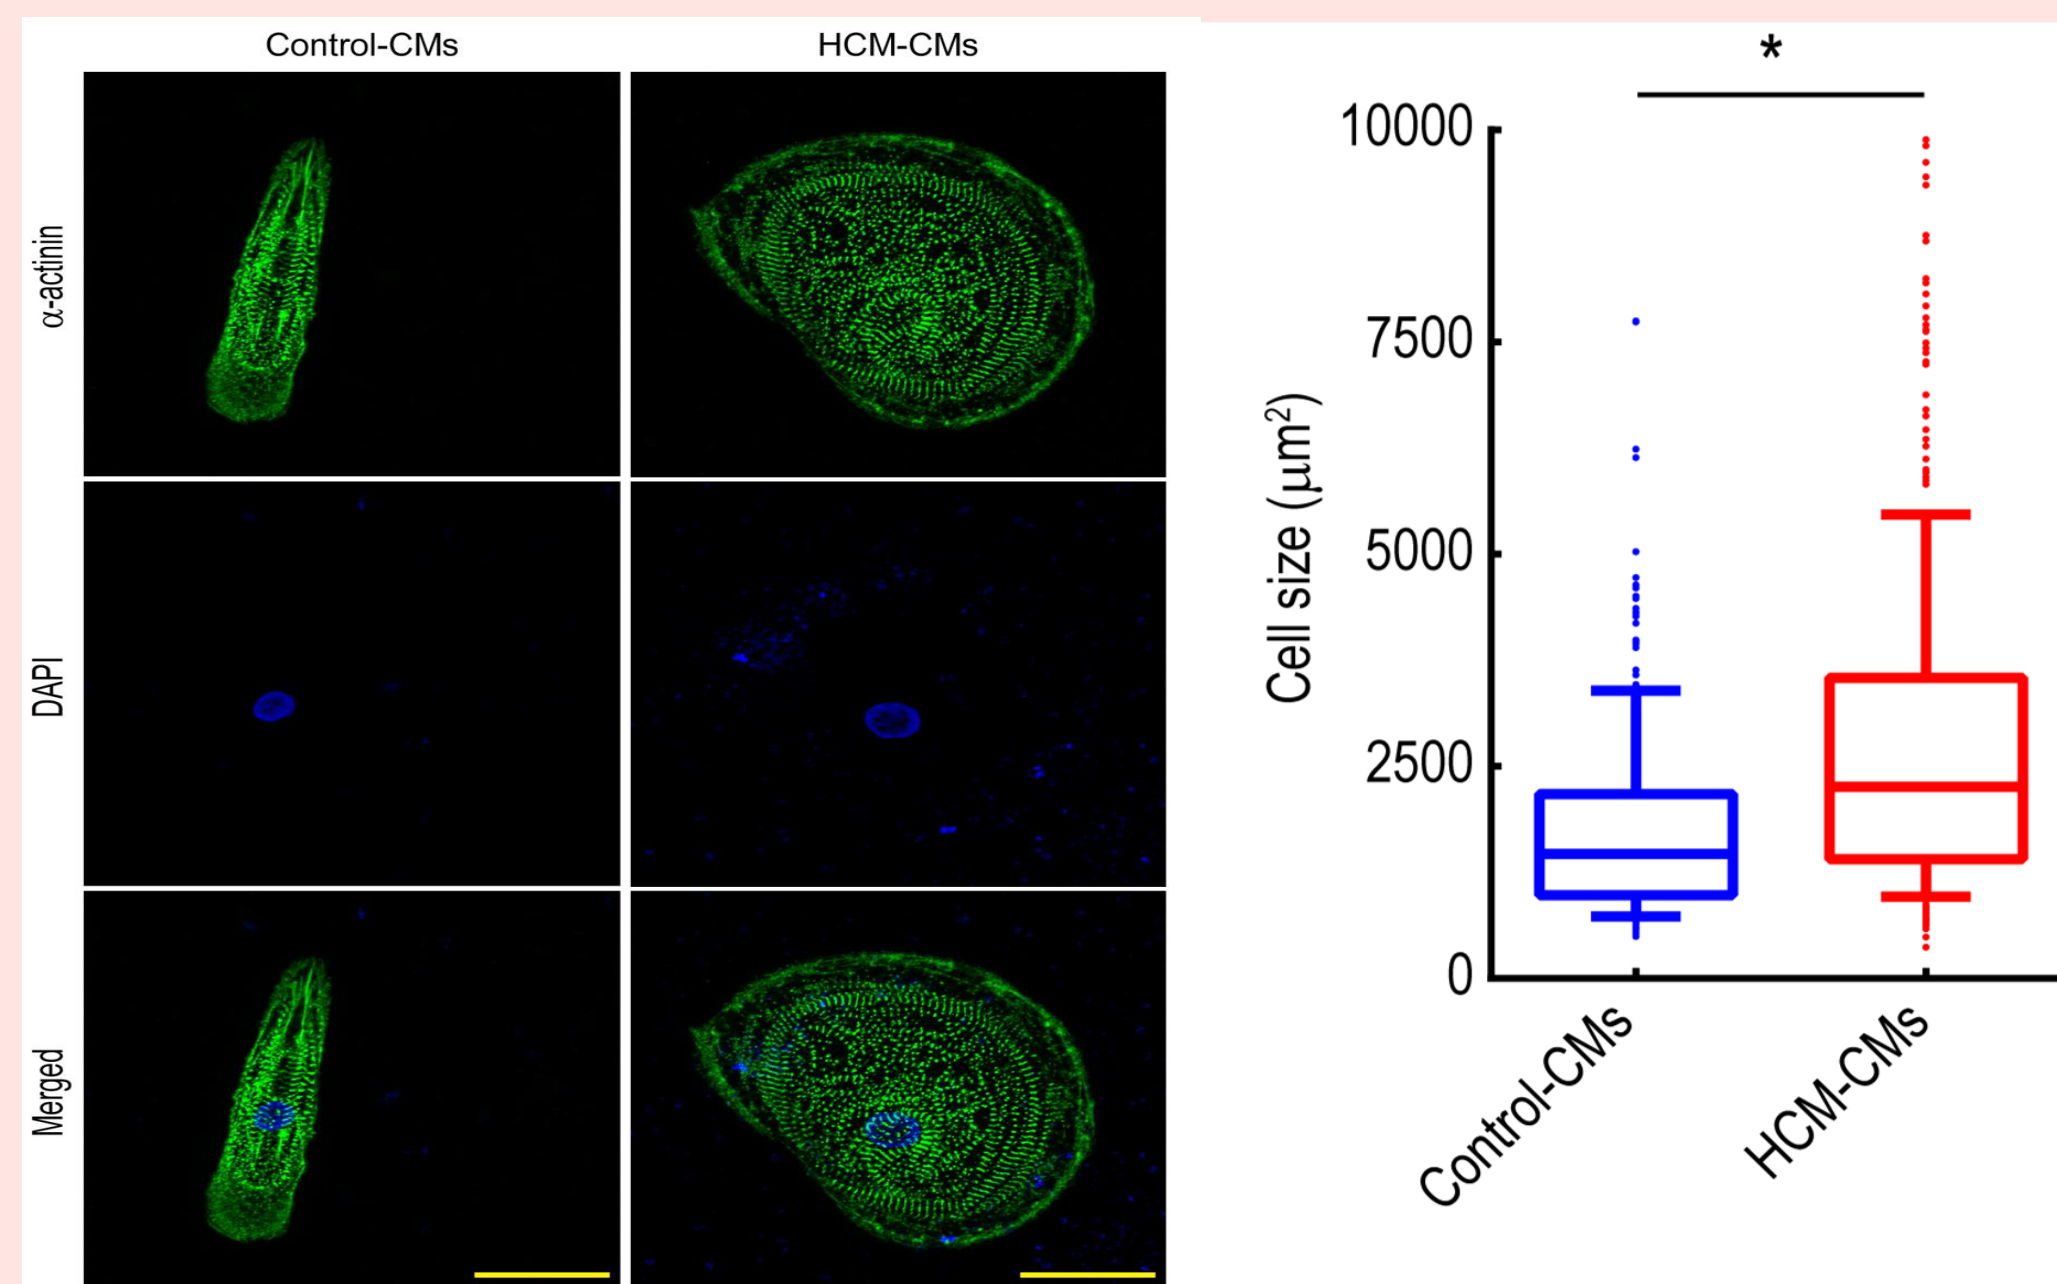 Control-CMs
HCM-CMs
α-actinin
DAPI
Merged
*
Cell size (μm²)
10000
7500
5000
2500
0
Control-CMs
HCM-CMs